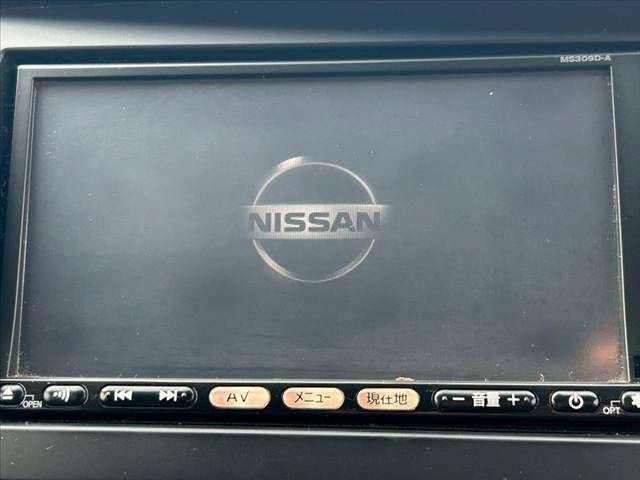 MS309D-A
NISSAN
OPEN AV メニュー 現在地 - 音量 + OPT